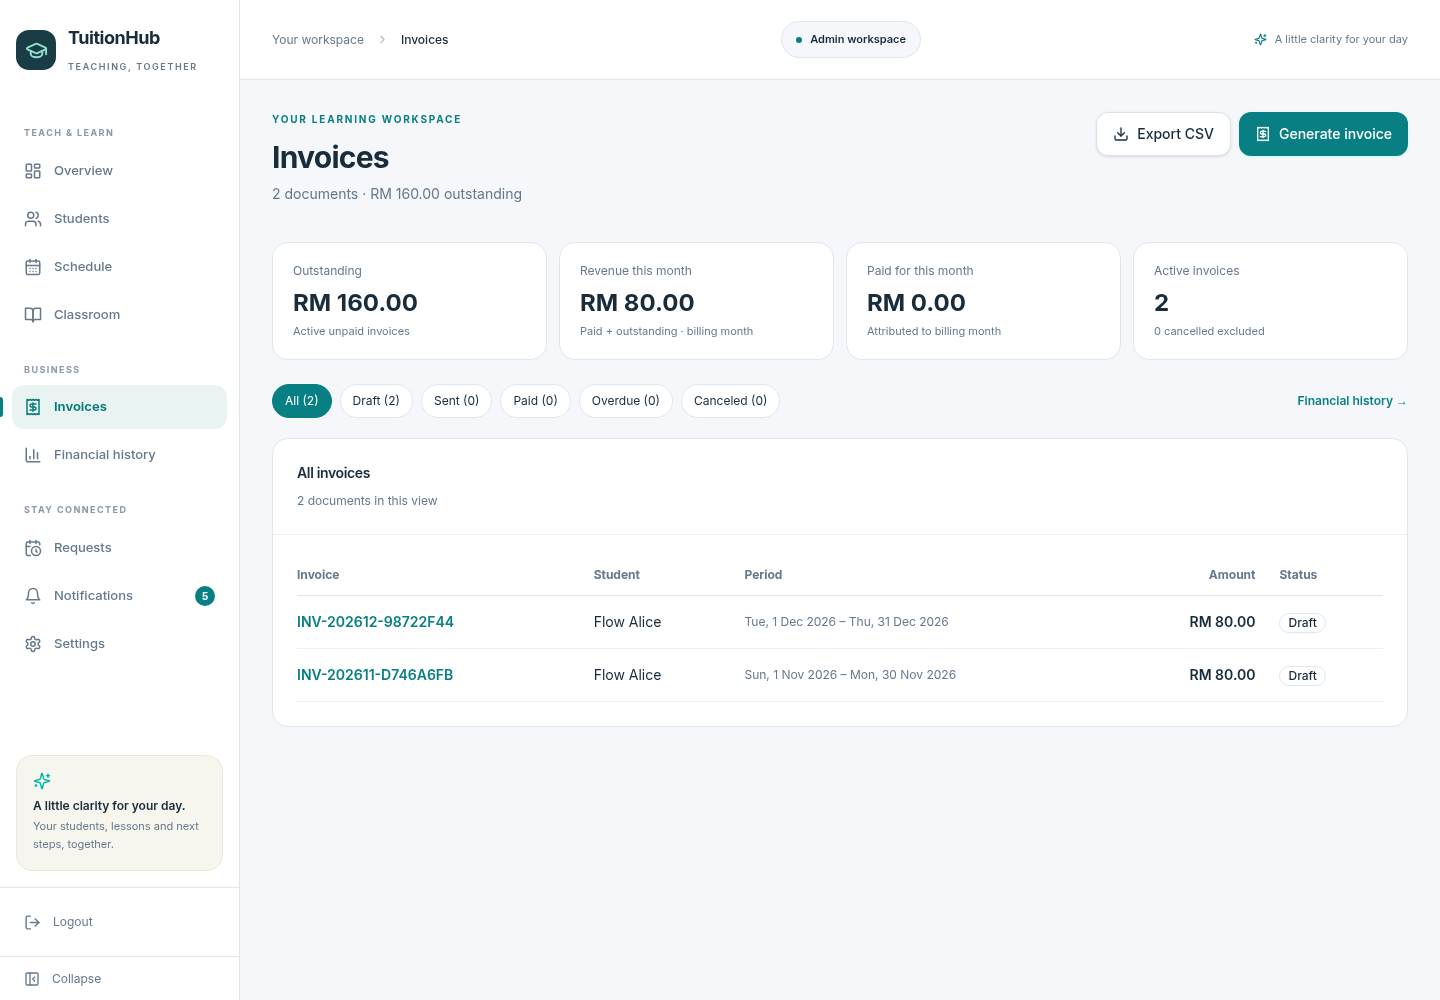 TuitionHub
TEACHING, TOGETHER
TEACH & LEARN
Overview
Students
Schedule
Classroom
BUSINESS
Invoices
Financial history
STAY CONNECTED
Requests
Notifications 5
Settings
A little clarity for your day.
Your students, lessons and next
steps, together.
Logout
Collapse
Your workspace > Invoices
Admin workspace
A little clarity for your day
YOUR LEARNING WORKSPACE
Invoices
2 documents · RM 160.00 outstanding
Export CSV
Generate invoice
Outstanding
RM 160.00
Active unpaid invoices
Revenue this month
RM 80.00
Paid + outstanding · billing month
Paid for this month
RM 0.00
Attributed to billing month
Active invoices
2
0 cancelled excluded
All (2) Draft (2) Sent (0) Paid (0) Overdue (0) Canceled (0)
Financial history →
All invoices
2 documents in this view
Invoice Student Period Amount Status
INV-202612-98722F44 Flow Alice Tue, 1 Dec 2026 – Thu, 31 Dec 2026 RM 80.00 Draft
INV-202611-D746A6FB Flow Alice Sun, 1 Nov 2026 – Mon, 30 Nov 2026 RM 80.00 Draft